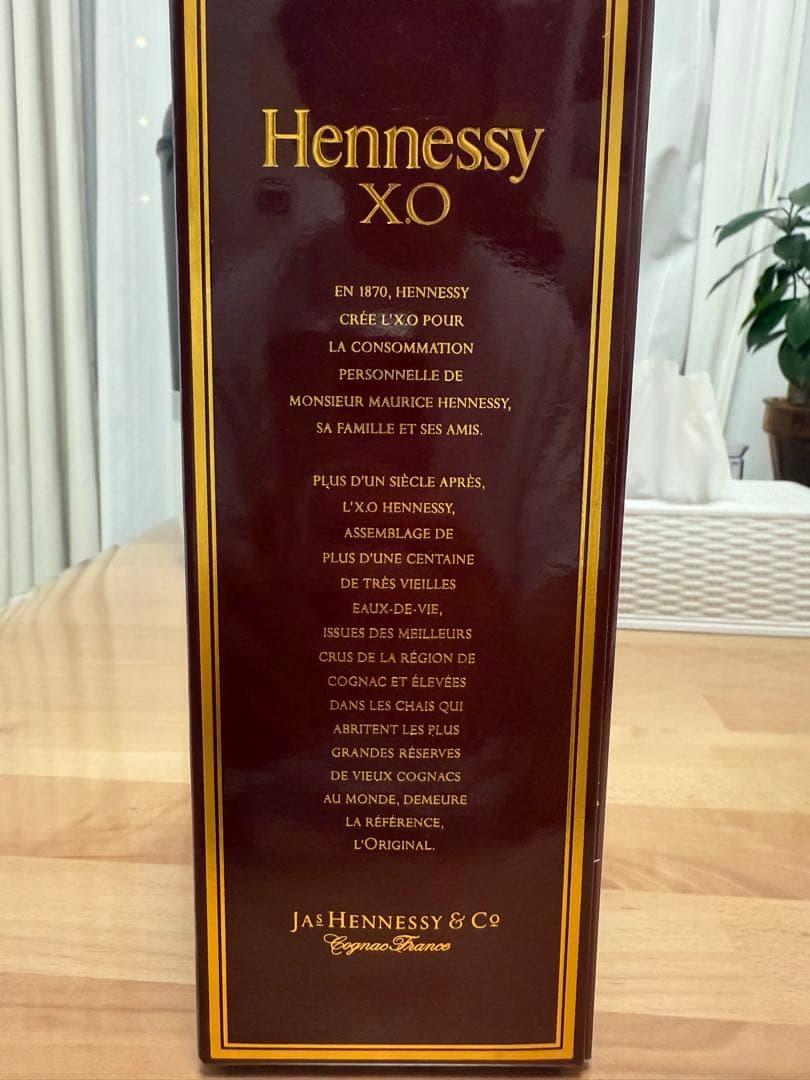 Hennessy
X.O
EN 1870, HENNESSY
CRÉE L'X.O POUR
LA CONSOMMATION
PERSONNELLE DE
MONSIEUR MAURICE HENNESSY,
SA FAMILLE ET SES AMIS.
PLUS D'UN SIÈCLE APRÈS,
L'X.O HENNESSY,
ASSEMBLAGE DE
PLUS D'UNE CENTAINE
DE TRÈS VIEILLES
EAUX-DE-VIE,
ISSUES DES MEILLEURS
CRUS DE LA RÉGION DE
COGNAC ET ÉLEVÉES
DANS LES CHAIS QUI
ABRITENT LES PLUS
GRANDES RÉSERVES
DE VIEUX COGNACS
AU MONDE, DEMEURE
LA RÉFÉRENCE,
L'ORIGINAL.
JAS HENNESSY & CO
Cognac France